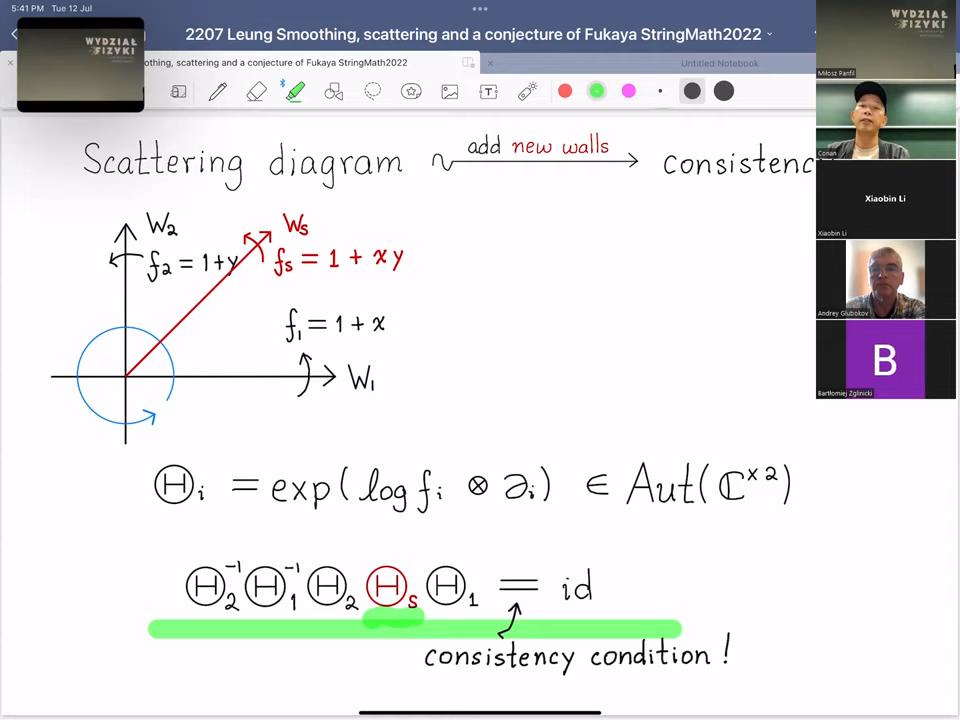 5:41 PM Tue 12 Jul
WYDZIAŁ
FIZYKI
2207 Leung Smoothing, scattering and a conjecture of Fukaya StringMath2022
othing, scattering and a conjecture of Fukaya StringMath2022
Untitled Notebook
WYDZIAŁ
FIZYKI
Miłosz Panfil
Conan
Xiaobin Li
Xiaobin Li
Andrey Glubokov
B
Bartłomiej Zglinicki
Scattering diagram add new walls consistenc
W₂
f₂ = 1+y
Wₛ
fₛ = 1 + xy
f₁ = 1 + x
W₁
Θᵢ = exp(log fᵢ ⊗ ∂ᵢ) ∈ Aut(ℂˣ²)
Θ₂⁻¹ Θ₁⁻¹ Θ₂ Θₛ Θ₁ = id
consistency condition!